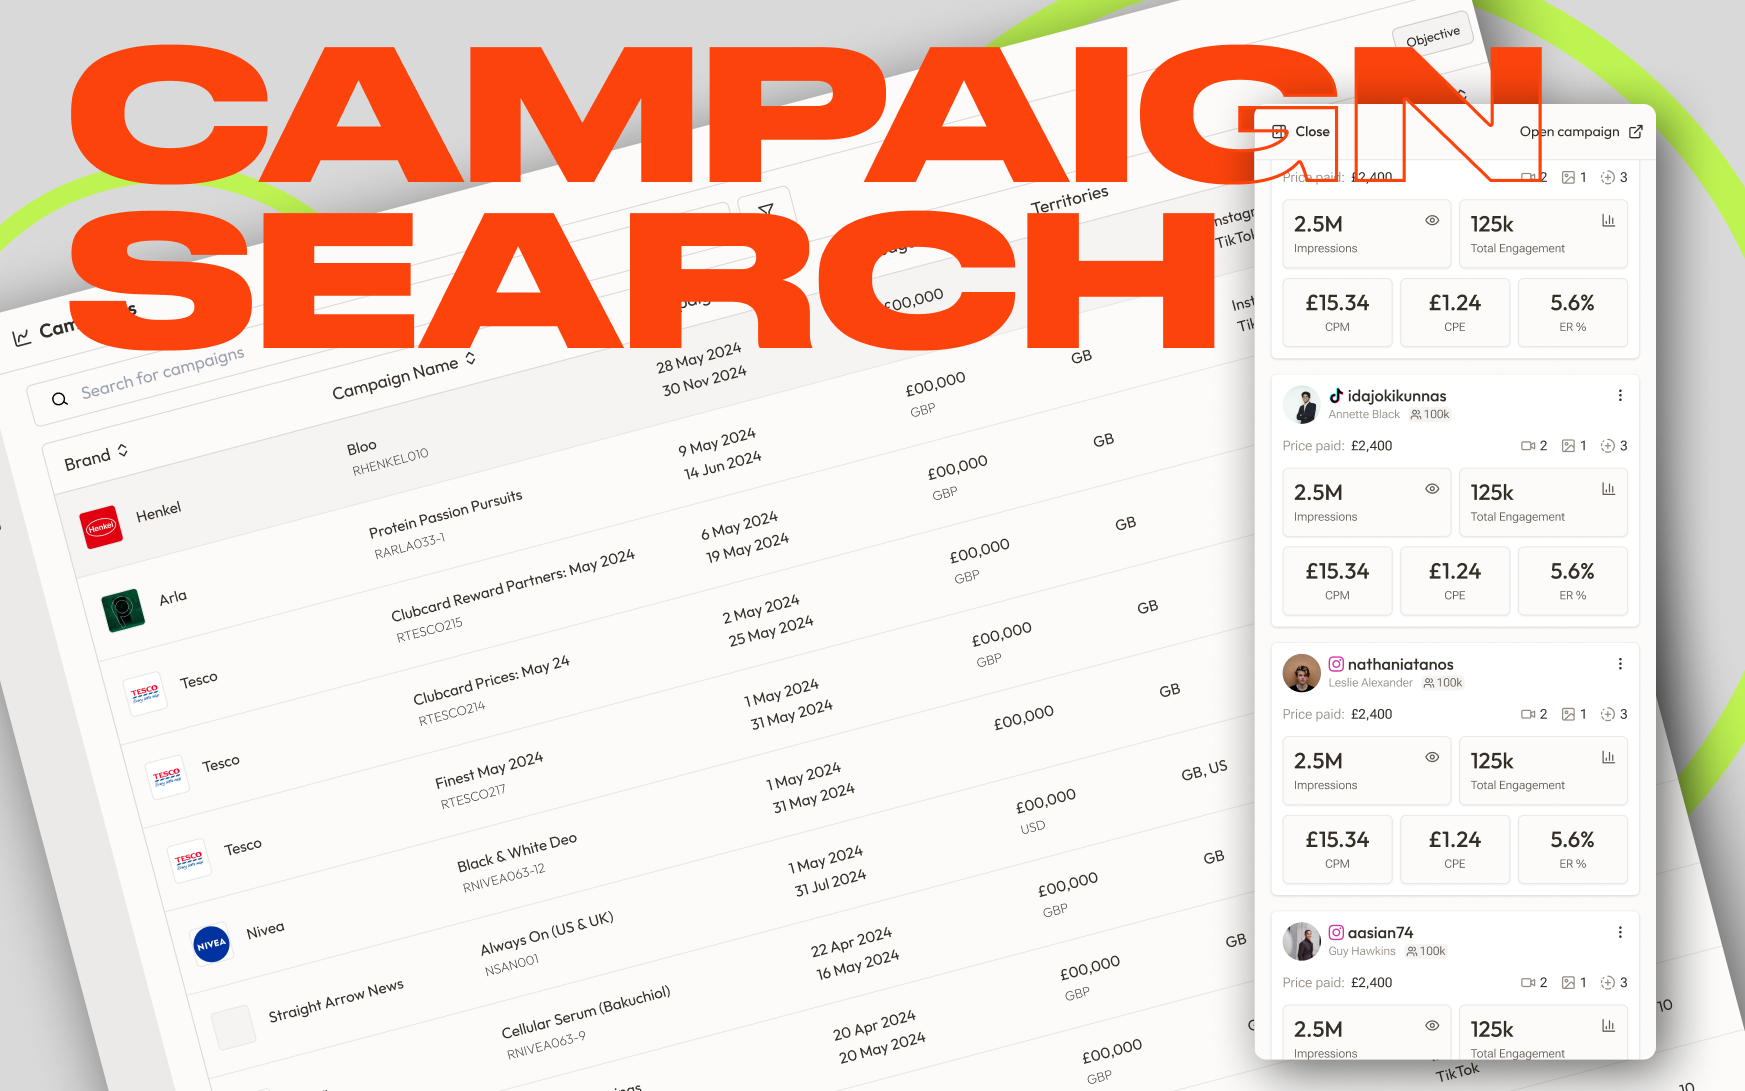 CAMPAIGN
SEARCH
Objective
Territories
Search for campaigns
Brand
Campaign Name
Henkel
Henkel
Bloo
RHENKEL010
28 May 2024
30 Nov 2024
£00,000
Arla
Protein Passion Pursuits
RARLA033-1
9 May 2024
14 Jun 2024
£00,000
GBP
GB
TESCO
Tesco
Clubcard Reward Partners: May 2024
RTESCO215
6 May 2024
19 May 2024
£00,000
GBP
GB
TESCO
Tesco
Clubcard Prices: May 24
RTESCO214
2 May 2024
25 May 2024
£00,000
GBP
GB
TESCO
Tesco
Finest May 2024
RTESCO217
1 May 2024
31 May 2024
£00,000
GBP
GB
NIVEA
Nivea
Black & White Deo
RNIVEA063-12
1 May 2024
31 May 2024
£00,000
GB
Straight Arrow News
Always On (US & UK)
NSAN001
1 May 2024
31 Jul 2024
£00,000
USD
GB, US
Cellular Serum (Bakuchiol)
RNIVEA063-9
22 Apr 2024
16 May 2024
£00,000
GBP
GB
20 Apr 2024
20 May 2024
£00,000
GBP
GB
£00,000
GBP
TikTok
10
10
Close
Open campaign
Price paid: £2,400
2 1 3
2.5M
Impressions
125k
Total Engagement
£15.34
CPM
£1.24
CPE
5.6%
ER %
idajokikunnas
Annette Black 100k
Price paid: £2,400
2 1 3
2.5M
Impressions
125k
Total Engagement
£15.34
CPM
£1.24
CPE
5.6%
ER %
nathaniatanos
Leslie Alexander 100k
Price paid: £2,400
2 1 3
2.5M
Impressions
125k
Total Engagement
£15.34
CPM
£1.24
CPE
5.6%
ER %
aasian74
Guy Hawkins 100k
Price paid: £2,400
2 1 3
2.5M
Impressions
125k
Total Engagement